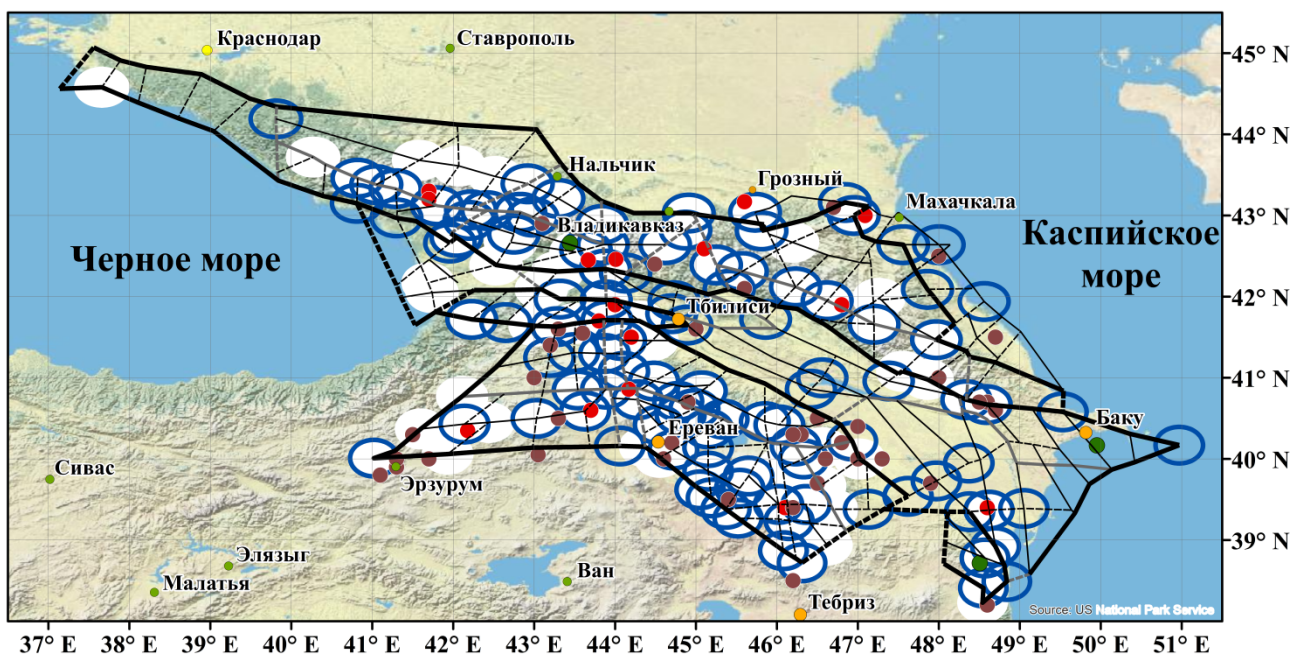 45° N
Краснодар
Ставрополь
44° N
Нальчик
Грозный
43° N
Махачкала
Владикавказ
Черное море
Каспийское
море
42° N
Тбилиси
41° N
Баку
Ереван
40° N
Сивас
Эрзурум
39° N
Элязыг
Малатья
Ван
Тебриз
Source: US National Park Service
37 E 38 E 39 E 40 E 41 E 42 E 43 E 44 E 45 E 46 E 47 E 48 E 49 E 50 E 51 E